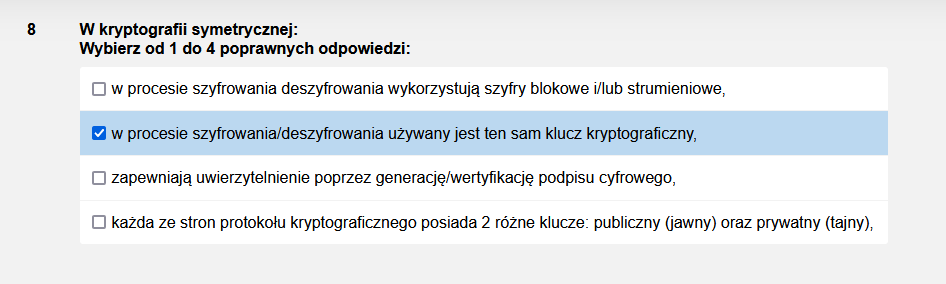 8
W kryptografii symetrycznej:
Wybierz od 1 do 4 poprawnych odpowiedzi:
w procesie szyfrowania deszyfrowania wykorzystują szyfry blokowe i/lub strumieniowe,
w procesie szyfrowania/deszyfrowania używany jest ten sam klucz kryptograficzny,
zapewniają uwierzytelnienie poprzez generację/wertyfikację podpisu cyfrowego,
każda ze stron protokołu kryptograficznego posiada 2 różne klucze: publiczny (jawny) oraz prywatny (tajny),